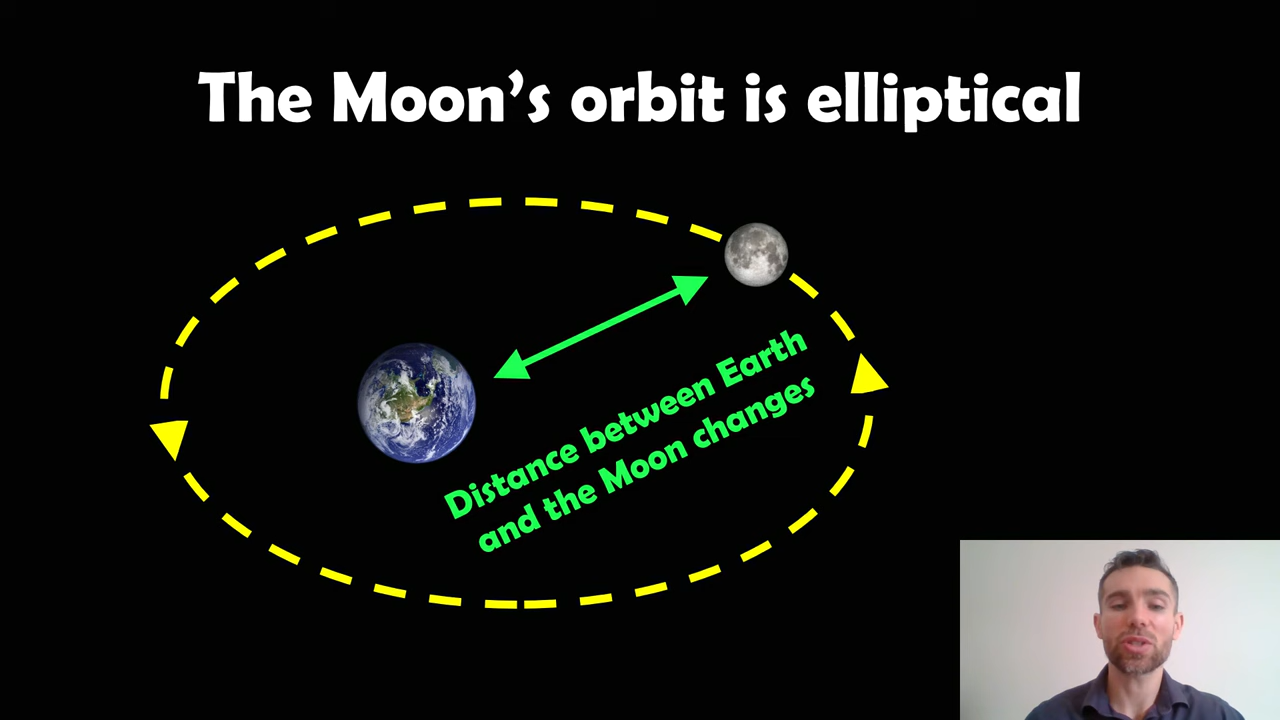 The Moon’s orbit is elliptical
Distance between Earth
and the Moon changes